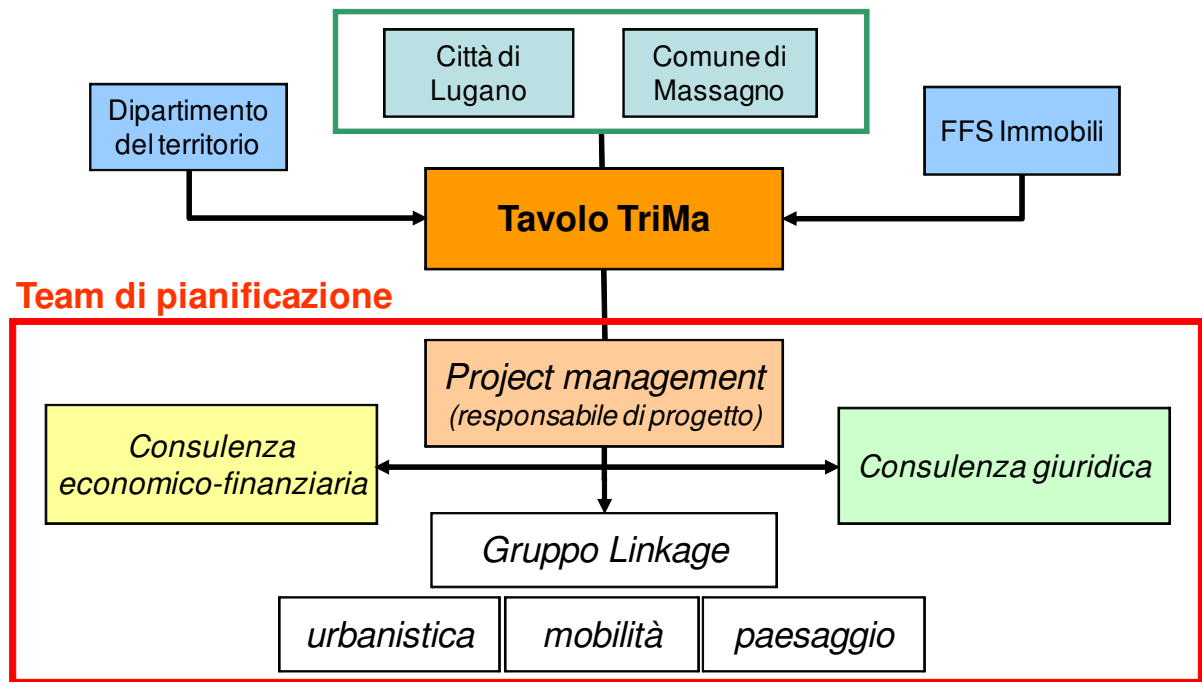 Città di
Lugano
Comune di
Massagno
Dipartimento
del territorio
FFS Immobili
Tavolo TriMa
Team di pianificazione
Project management
(responsabile di progetto)
Consulenza
economico-finanziaria
Consulenza giuridica
Gruppo Linkage
urbanistica
mobilità
paesaggio